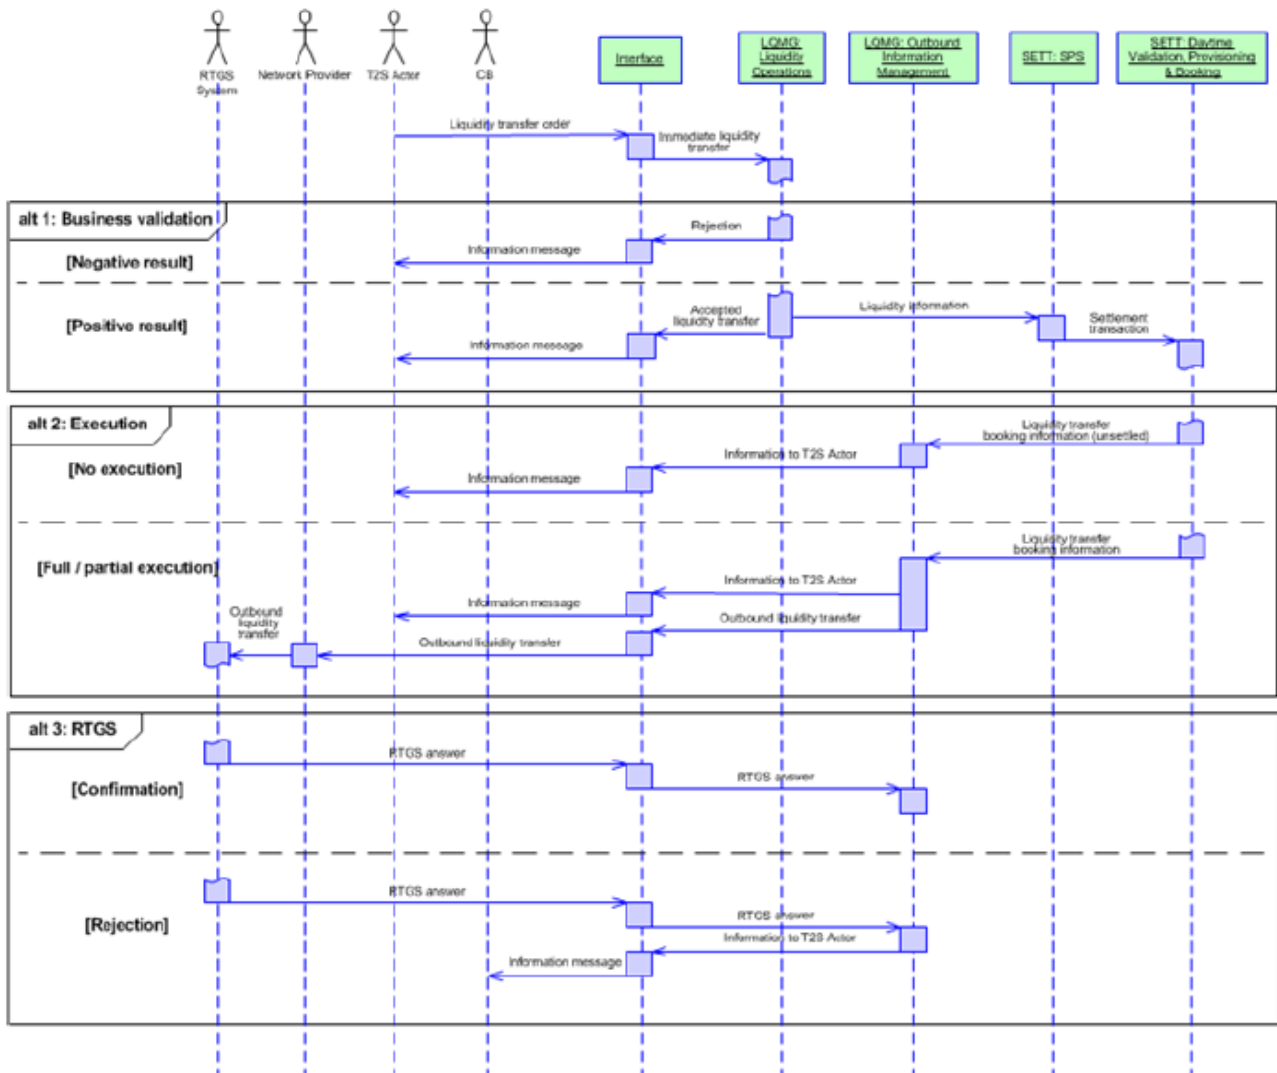 RTGS
System
Network Provider
T2S Actor
CB
Interface
LQMG:
Liquidity
Operations
LQMG: Outbound
Information
Management
SETT: SPS
SETT: Daytime
Validation, Provisioning
& Booking
Liquidity transfer order
Immediate liquidity
transfer
alt 1: Business validation
Rejection
Information message
[Negative result]
[Positive result]
Accepted
liquidity transfer
Liquidity information
Settlement
transaction
Information message
alt 2: Execution
Liquidity transfer
booking information (unsettled)
Information to T2S Actor
[No execution]
Information message
Liquidity transfer
booking information
[Full / partial execution]
Information to T2S Actor
Information message
Outbound
liquidity
transfer
Outbound liquidity transfer
Outbound liquidity transfer
alt 3: RTGS
RTGS answer
RTGS answer
[Confirmation]
RTGS answer
RTGS answer
[Rejection]
Information to T2S Actor
Information message